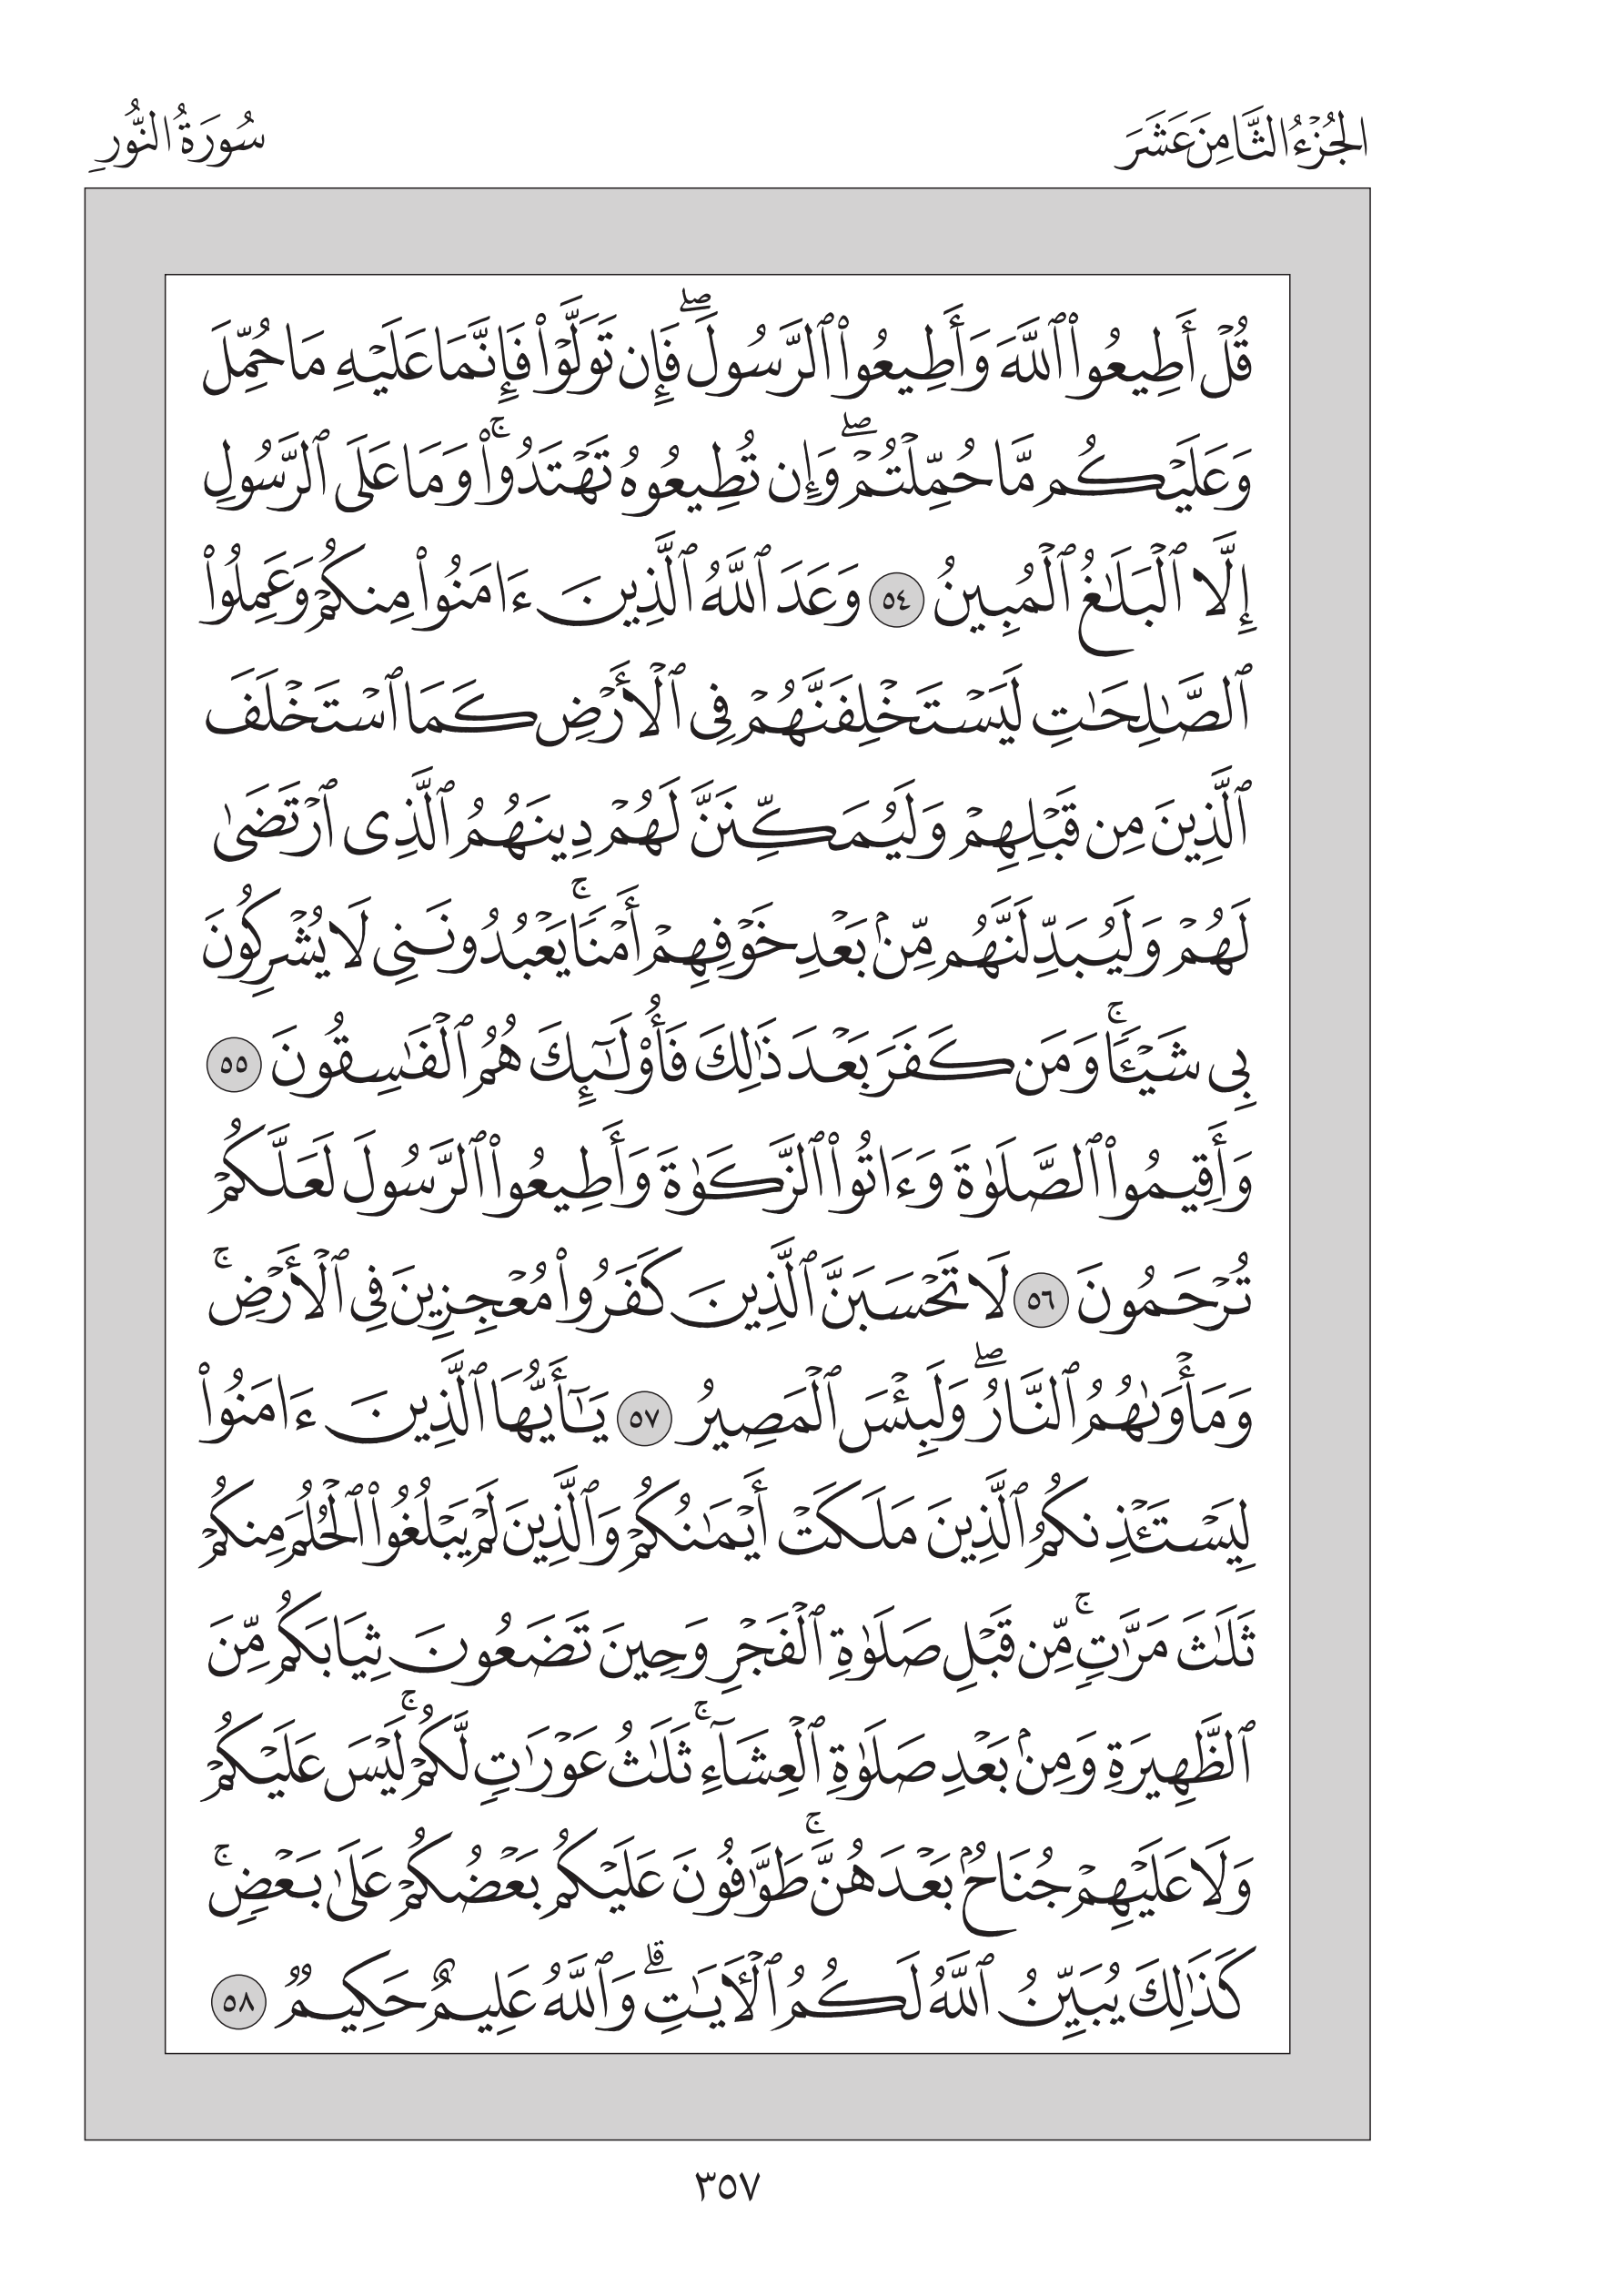 الجُزْءُ الثَّامِنَ عَشَرَ
سُورَةُ النُّورِ
قُلْ أَطِيعُوا۟ ٱللَّهَ وَأَطِيعُوا۟ ٱلرَّسُولَ ۖ فَإِن تَوَلَّوْا۟ فَإِنَّمَا عَلَيْهِ مَا حُمِّلَ
وَعَلَيْكُم مَّا حُمِّلْتُمْ ۖ وَإِن تُطِيعُوهُ تَهْتَدُوا۟ ۚ وَمَا عَلَى ٱلرَّسُولِ
إِلَّا ٱلْبَلَـٰغُ ٱلْمُبِينُ ٥٤ وَعَدَ ٱللَّهُ ٱلَّذِينَ ءَامَنُوا۟ مِنكُمْ وَعَمِلُوا۟
ٱلصَّـٰلِحَـٰتِ لَيَسْتَخْلِفَنَّهُمْ فِى ٱلْأَرْضِ كَمَا ٱسْتَخْلَفَ
ٱلَّذِينَ مِن قَبْلِهِمْ وَلَيُمَكِّنَنَّ لَهُمْ دِينَهُمُ ٱلَّذِى ٱرْتَضَىٰ
لَهُمْ وَلَيُبَدِّلَنَّهُم مِّنۢ بَعْدِ خَوْفِهِمْ أَمْنًا ۚ يَعْبُدُونَنِى لَا يُشْرِكُونَ
بِى شَيْـًٔا ۚ وَمَن كَفَرَ بَعْدَ ذَٰلِكَ فَأُو۟لَـٰٓئِكَ هُمُ ٱلْفَـٰسِقُونَ ٥٥
وَأَقِيمُوا۟ ٱلصَّلَوٰةَ وَءَاتُوا۟ ٱلزَّكَوٰةَ وَأَطِيعُوا۟ ٱلرَّسُولَ لَعَلَّكُمْ
تُرْحَمُونَ ٥٦ لَا تَحْسَبَنَّ ٱلَّذِينَ كَفَرُوا۟ مُعْجِزِينَ فِى ٱلْأَرْضِ ۚ
وَمَأْوَىٰهُمُ ٱلنَّارُ ۖ وَلَبِئْسَ ٱلْمَصِيرُ ٥٧ يَـٰٓأَيُّهَا ٱلَّذِينَ ءَامَنُوا۟
لِيَسْتَـْٔذِنكُمُ ٱلَّذِينَ مَلَكَتْ أَيْمَـٰنُكُمْ وَٱلَّذِينَ لَمْ يَبْلُغُوا۟ ٱلْحُلُمَ مِنكُمْ
ثَلَـٰثَ مَرَّٰتٍ ۚ مِّن قَبْلِ صَلَوٰةِ ٱلْفَجْرِ وَحِينَ تَضَعُونَ ثِيَابَكُم مِّنَ
ٱلظَّهِيرَةِ وَمِنۢ بَعْدِ صَلَوٰةِ ٱلْعِشَآءِ ۚ ثَلَـٰثُ عَوْرَٰتٍ لَّكُمْ ۚ لَيْسَ عَلَيْكُمْ
وَلَا عَلَيْهِمْ جُنَاحٌۢ بَعْدَهُنَّ ۚ طَوَّٰفُونَ عَلَيْكُم بَعْضُكُمْ عَلَىٰ بَعْضٍ ۚ
كَذَٰلِكَ يُبَيِّنُ ٱللَّهُ لَكُمُ ٱلْـَٔايَـٰتِ ۗ وَٱللَّهُ عَلِيمٌ حَكِيمٌ ٥٨
٣٥٧